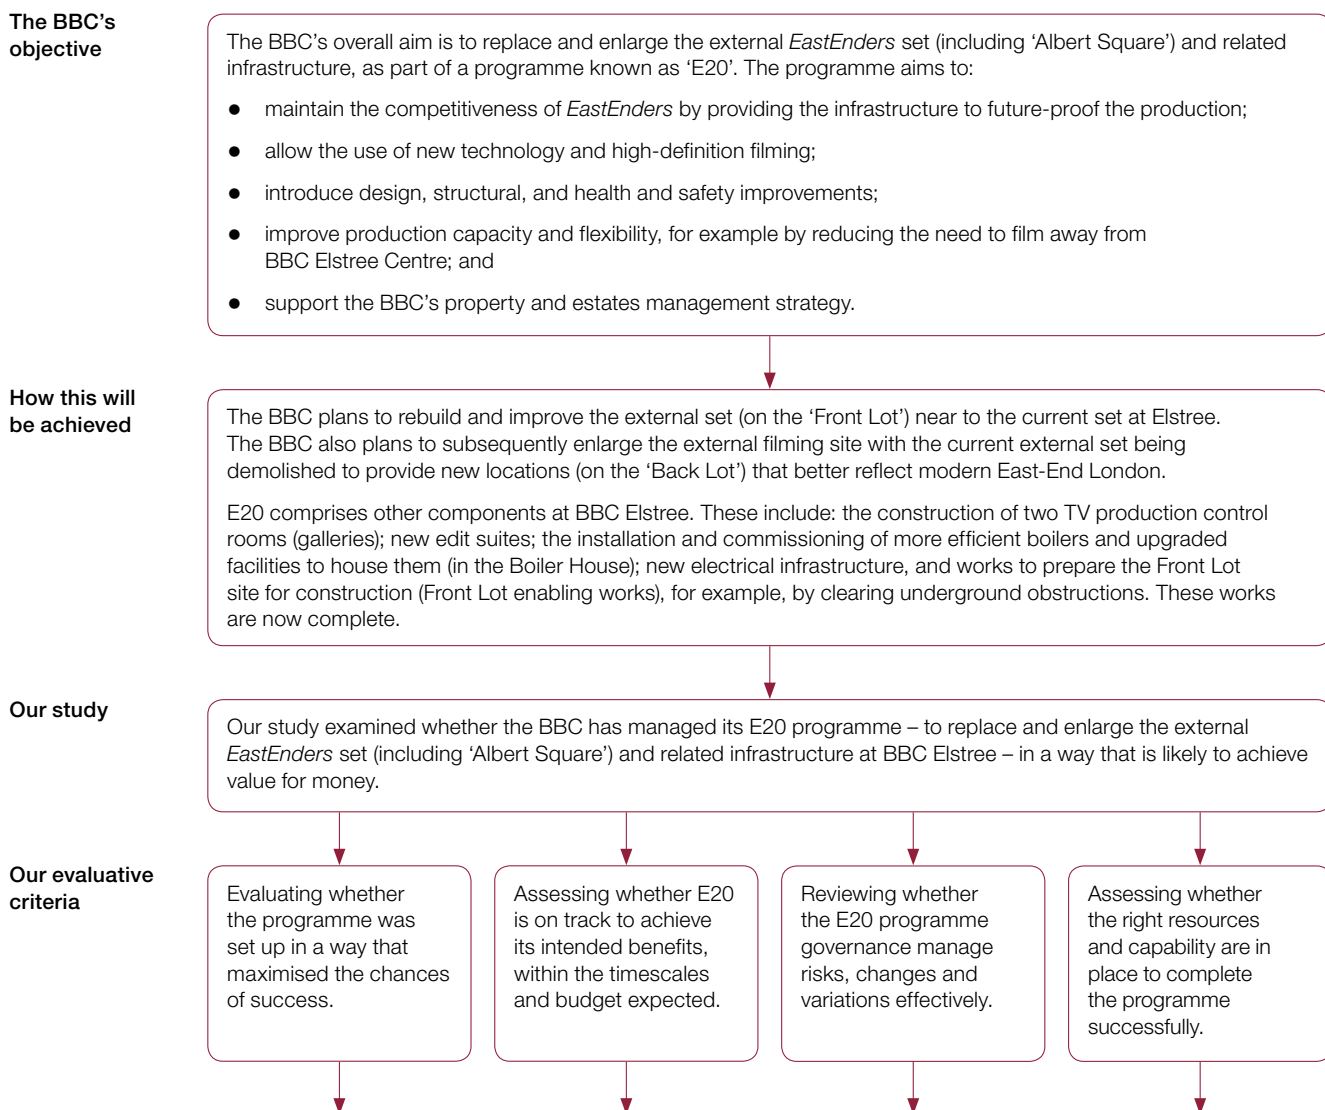 The BBC’s
objective
The BBC’s overall aim is to replace and enlarge the external EastEnders set (including ‘Albert Square’) and related
infrastructure, as part of a programme known as ‘E20’. The programme aims to:
● maintain the competitiveness of EastEnders by providing the infrastructure to future-proof the production;
● allow the use of new technology and high-definition filming;
● introduce design, structural, and health and safety improvements;
● improve production capacity and flexibility, for example by reducing the need to film away from
BBC Elstree Centre; and
● support the BBC’s property and estates management strategy.
How this will
be achieved
The BBC plans to rebuild and improve the external set (on the ‘Front Lot’) near to the current set at Elstree.
The BBC also plans to subsequently enlarge the external filming site with the current external set being
demolished to provide new locations (on the ‘Back Lot’) that better reflect modern East-End London.
E20 comprises other components at BBC Elstree. These include: the construction of two TV production control
rooms (galleries); new edit suites; the installation and commissioning of more efficient boilers and upgraded
facilities to house them (in the Boiler House); new electrical infrastructure, and works to prepare the Front Lot
site for construction (Front Lot enabling works), for example, by clearing underground obstructions. These works
are now complete.
Our study
Our study examined whether the BBC has managed its E20 programme – to replace and enlarge the external
EastEnders set (including ‘Albert Square’) and related infrastructure at BBC Elstree – in a way that is likely to achieve
value for money.
Our evaluative
criteria
Evaluating whether
the programme was
set up in a way that
maximised the chances
of success.
Assessing whether E20
is on track to achieve
its intended benefits,
within the timescales
and budget expected.
Reviewing whether
the E20 programme
governance manage
risks, changes and
variations effectively.
Assessing whether
the right resources
and capability are in
place to complete
the programme
successfully.